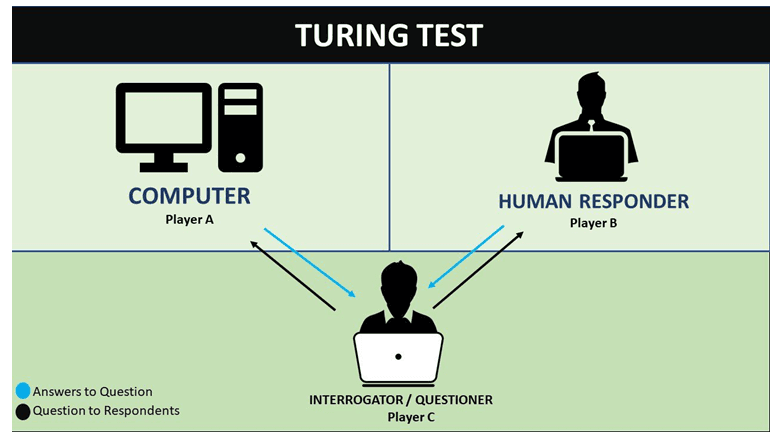 TURING TEST
COMPUTER
Player A
HUMAN RESPONDER
Player B
INTERROGATOR / QUESTIONER
Player C
Answers to Question
Question to Respondents